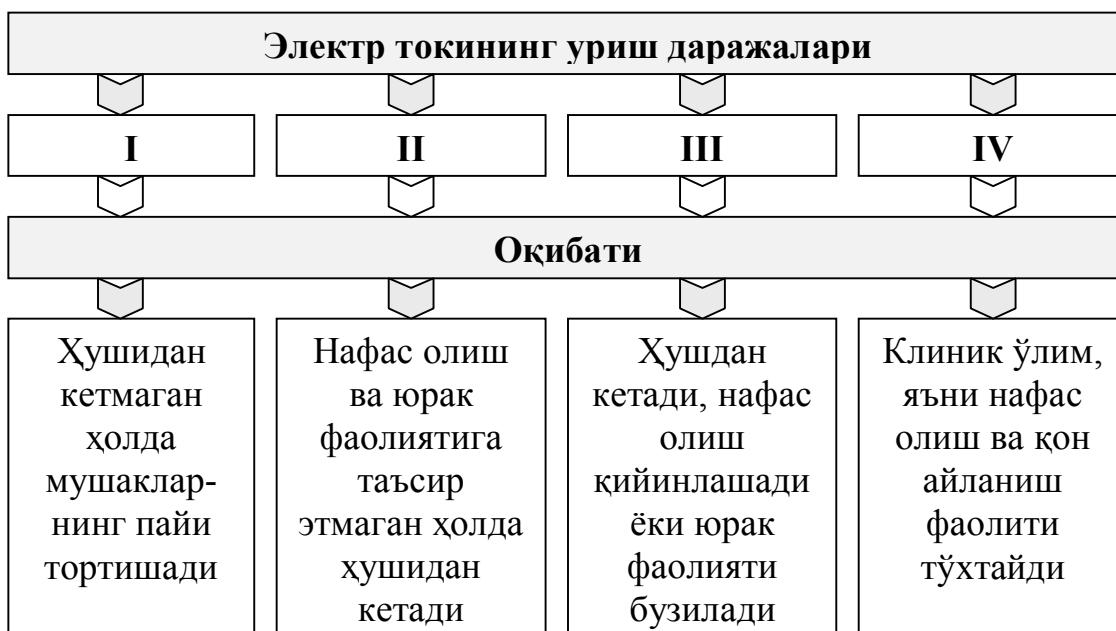 Электр токининг уриш даражалари
I
II
III
IV
Оқибати
Ҳушидан
кетмаган
ҳолда
мушаклар-
нинг пайи
тортишади
Нафас олиш
ва юрак
фаолиятига
таъсир
этмаган ҳолда
ҳушидан
кетади
Ҳушдан
кетади, нафас
олиш
қийинлашади
ёки юрак
фаолияти
бузилади
Клиник ўлим,
яъни нафас
олиш ва қон
айланиш
фаолити
тўхтайди